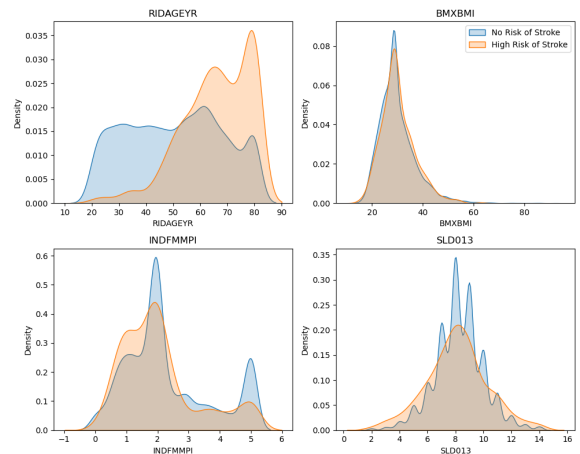 RIDAGEYR
0.035
0.030
0.025
0.020
0.015
0.010
0.005
0.000
Density
10 20 30 40 50 60 70 80 90
RIDAGEYR
BMXBMI
No Risk of Stroke
High Risk of Stroke
0.08
0.06
0.04
0.02
0.00
Density
20 40 60 80
BMXBMI
INDFMMPI
0.6
0.5
0.4
0.3
0.2
0.1
0.0
Density
−1 0 1 2 3 4 5 6
INDFMMPI
SLD013
0.35
0.30
0.25
0.20
0.15
0.10
0.05
0.00
Density
0 2 4 6 8 10 12 14 16
SLD013